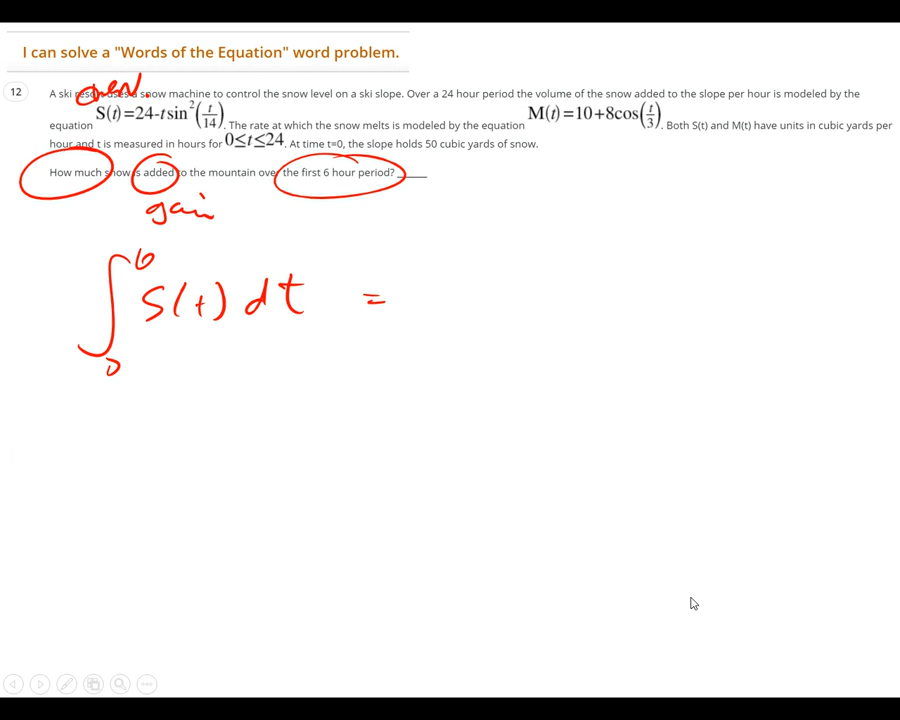 I can solve a "Words of the Equation" word problem.
12
A ski resort uses a snow machine to control the snow level on a ski slope. Over a 24 hour period the volume of the snow added to the slope per hour is modeled by the
equation S(t)=24-tsin²(t/14). The rate at which the snow melts is modeled by the equation M(t)=10+8cos(t/3). Both S(t) and M(t) have units in cubic yards per
hour and t is measured in hours for 0≤t≤24. At time t=0, the slope holds 50 cubic yards of snow.
How much snow is added to the mountain over the first 6 hour period? ______
gain
∫₀⁶ S(t) dt =